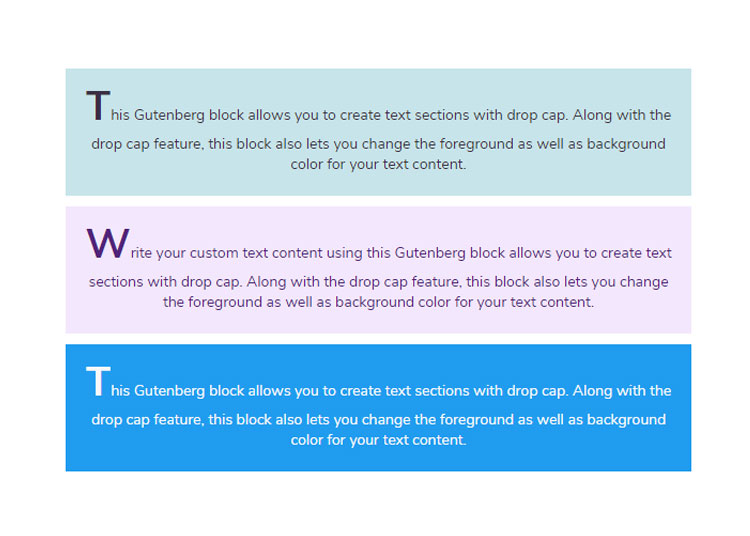 This Gutenberg block allows you to create text sections with drop cap. Along with the
drop cap feature, this block also lets you change the foreground as well as background
color for your text content.
Write your custom text content using this Gutenberg block allows you to create text
sections with drop cap. Along with the drop cap feature, this block also lets you change
the foreground as well as background color for your text content.
This Gutenberg block allows you to create text sections with drop cap. Along with the
drop cap feature, this block also lets you change the foreground as well as background
color for your text content.